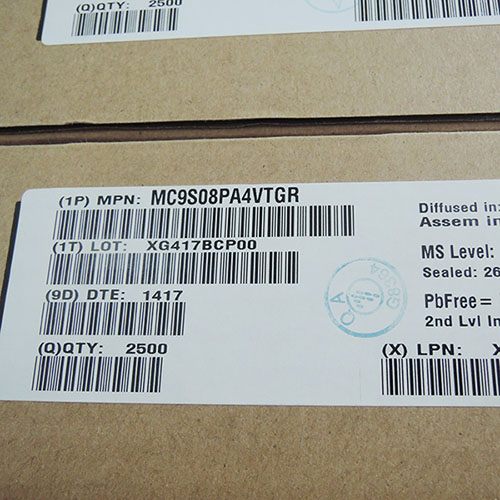 (Q)QTY: 2500
(1P) MPN: MC9S08PA4VTGR
(1T) LOT: XG417BCP00
(9D) DTE: 1417
(Q)QTY: 2500
Diffused in:
Assem in
MS Level:
Sealed: 26
PbFree=
2nd Lvl In
(X) LPN: X
QA